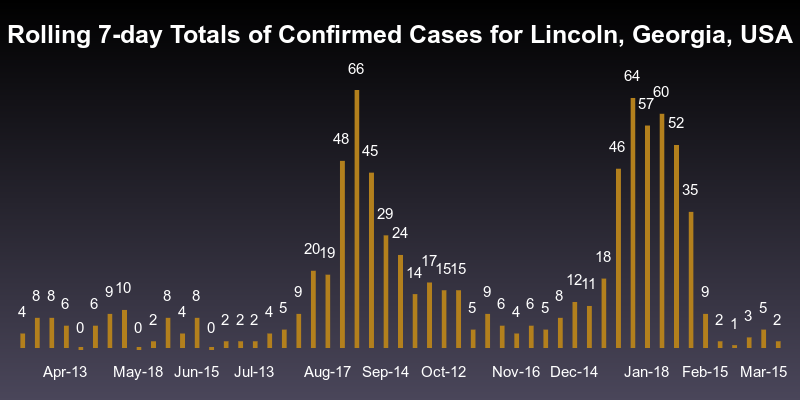 Rolling 7-day Totals of Confirmed Cases for Lincoln, Georgia, USA
4 8 8 6 0 6 9 10 0 2 8 4 8 0 2 2 2 4 5 9 20 19 48 66 45 29 24 14 17 15 15 5 9 6 4 6 5 8 12 11 18 46 64 57 60 52 35 9 2 1 3 5 2
Apr-13 May-18 Jun-15 Jul-13 Aug-17 Sep-14 Oct-12 Nov-16 Dec-14 Jan-18 Feb-15 Mar-15